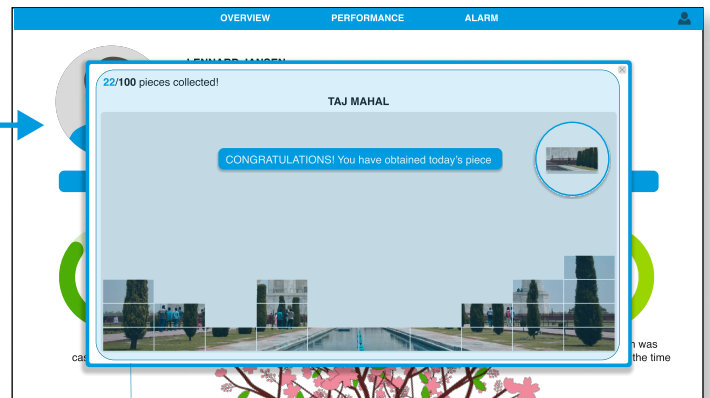 OVERVIEW PERFORMANCE ALARM
22/100 pieces collected!
TAJ MAHAL
CONGRATULATIONS! You have obtained today's piece
was
the time